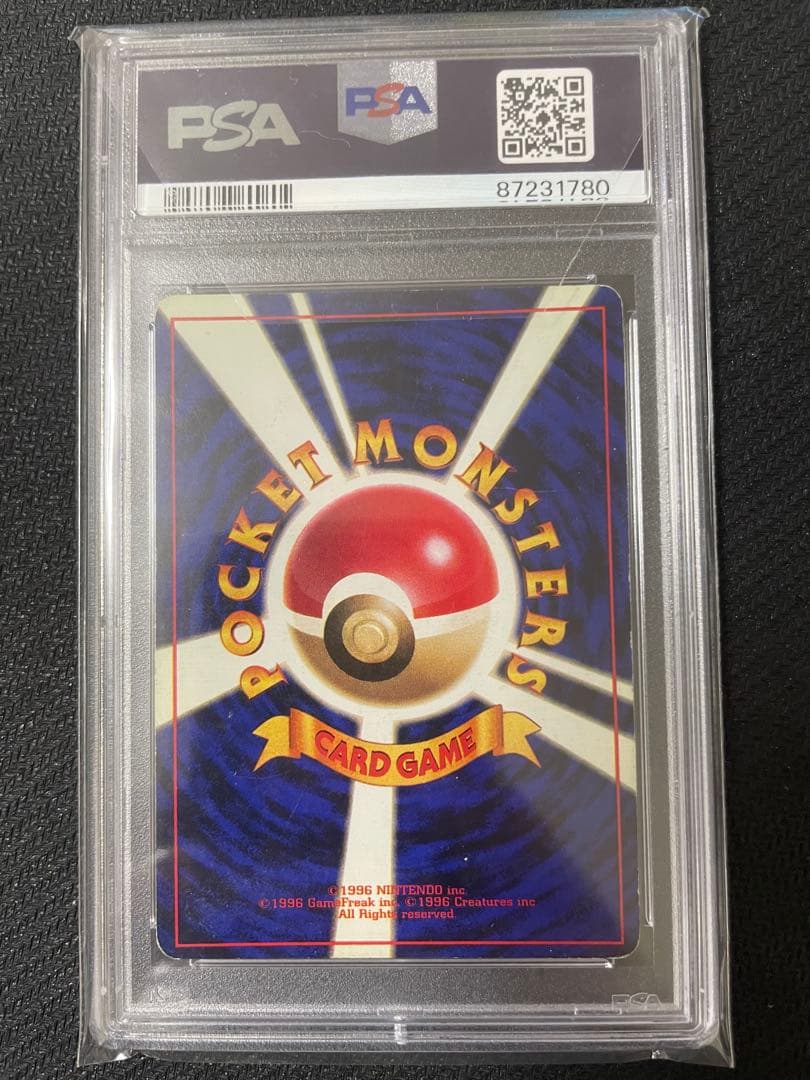 PSA
PSA
87231780
POCKET MONSTERS
CARD GAME
©1996 NINTENDO inc.
©1996 GameFreak inc. ©1996 Creatures inc
All Rights reserved.
PSA